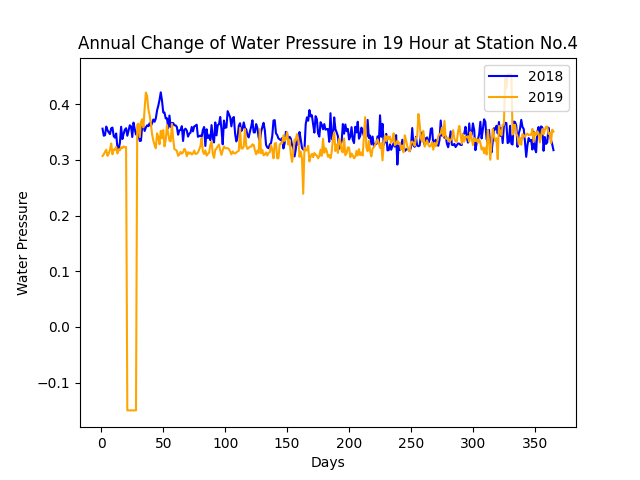 Annual Change of Water Pressure in 19 Hour at Station No.4
2018
2019
0.4
0.3
0.2
0.1
0.0
−0.1
Water Pressure
0 50 100 150 200 250 300 350
Days